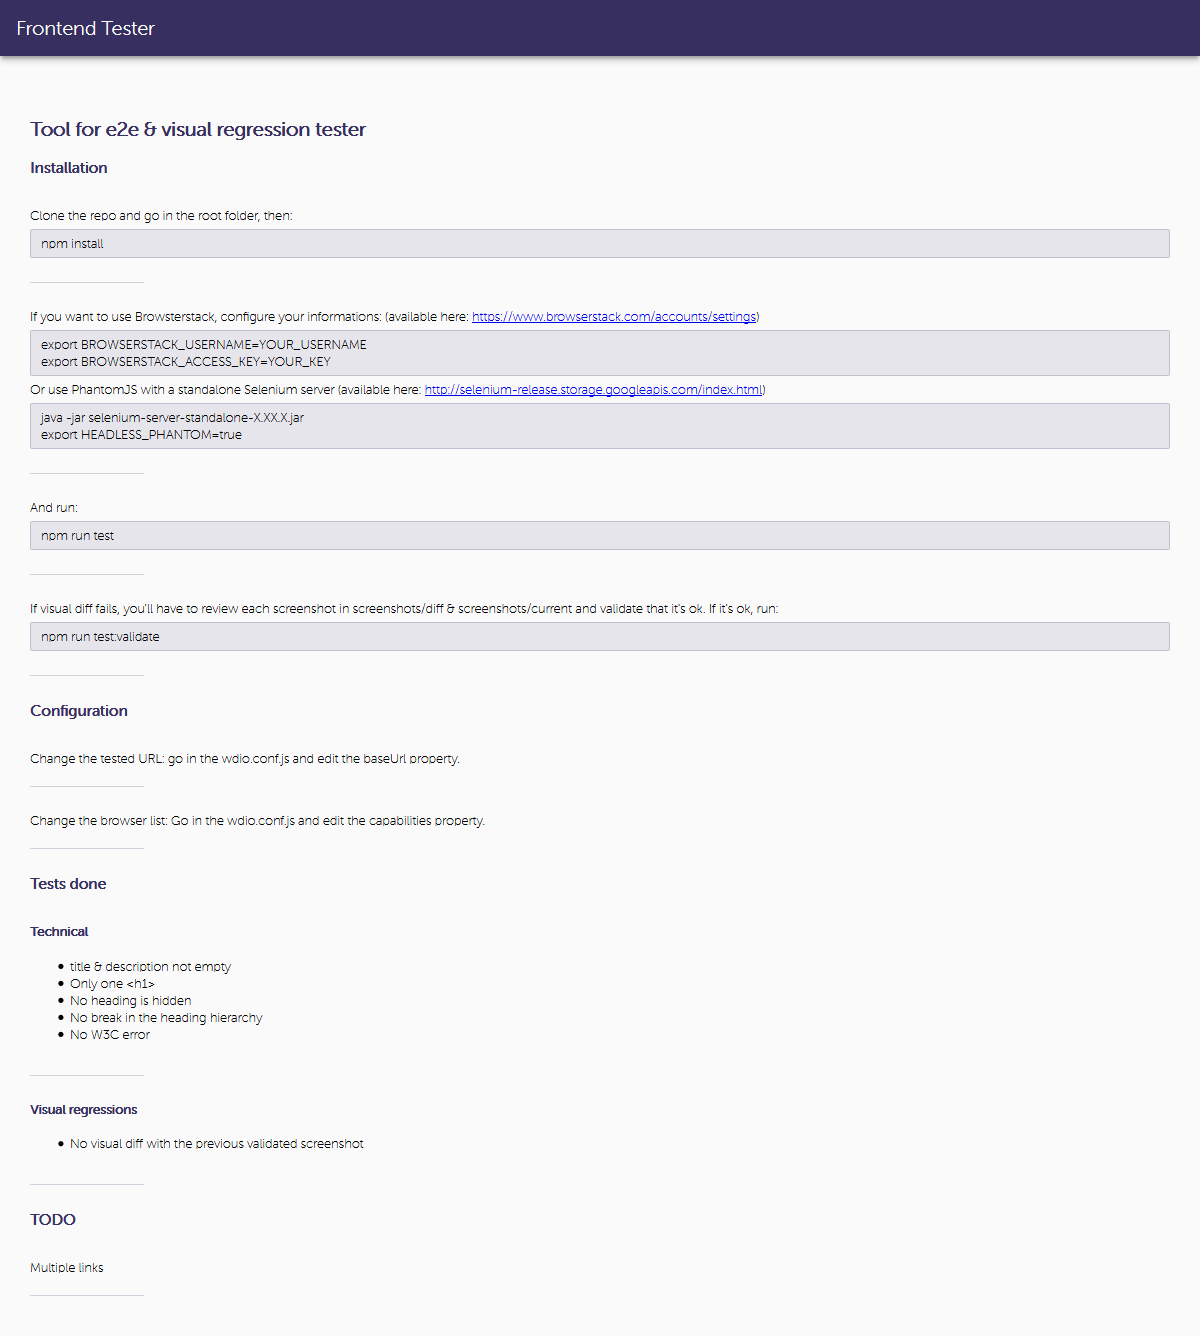 Frontend Tester
Tool for e2e & visual regression tester
Installation
Clone the repo and go in the root folder, then:
npm install
If you want to use Browsterstack, configure your informations: (available here: https://www.browserstack.com/accounts/settings)
export BROWSERSTACK_USERNAME=YOUR_USERNAME
export BROWSERSTACK_ACCESS_KEY=YOUR_KEY
Or use PhantomJS with a standalone Selenium server (available here: http://selenium-release.storage.googleapis.com/index.html)
java -jar selenium-server-standalone-X.XX.X.jar
export HEADLESS_PHANTOM=true
And run:
npm run test
If visual diff fails, you'll have to review each screenshot in screenshots/diff & screenshots/current and validate that it's ok. If it's ok, run:
npm run test:validate
Configuration
Change the tested URL: go in the wdio.conf.js and edit the baseUrl property.
Change the browser list: Go in the wdio.conf.js and edit the capabilities property.
Tests done
Technical
• title & description not empty
• Only one <h1>
• No heading is hidden
• No break in the heading hierarchy
• No W3C error
Visual regressions
• No visual diff with the previous validated screenshot
TODO
Multiple links